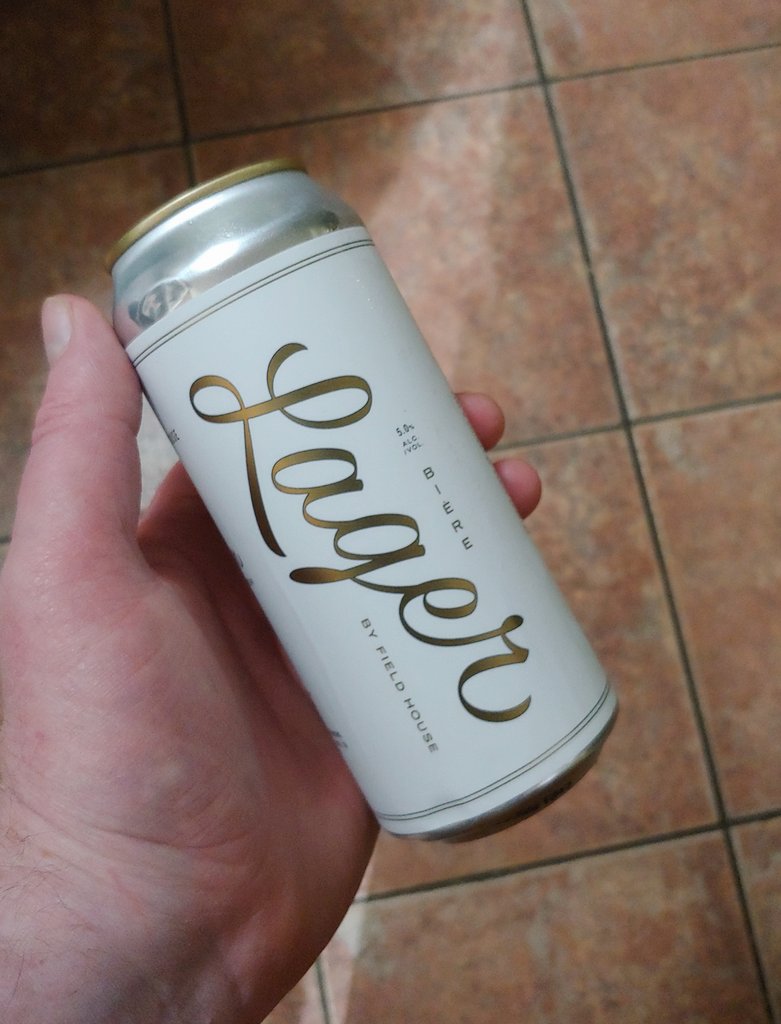 Lager
5.0%
ALC
/VOL.
BIÈRE
BY FIELD HOUSE